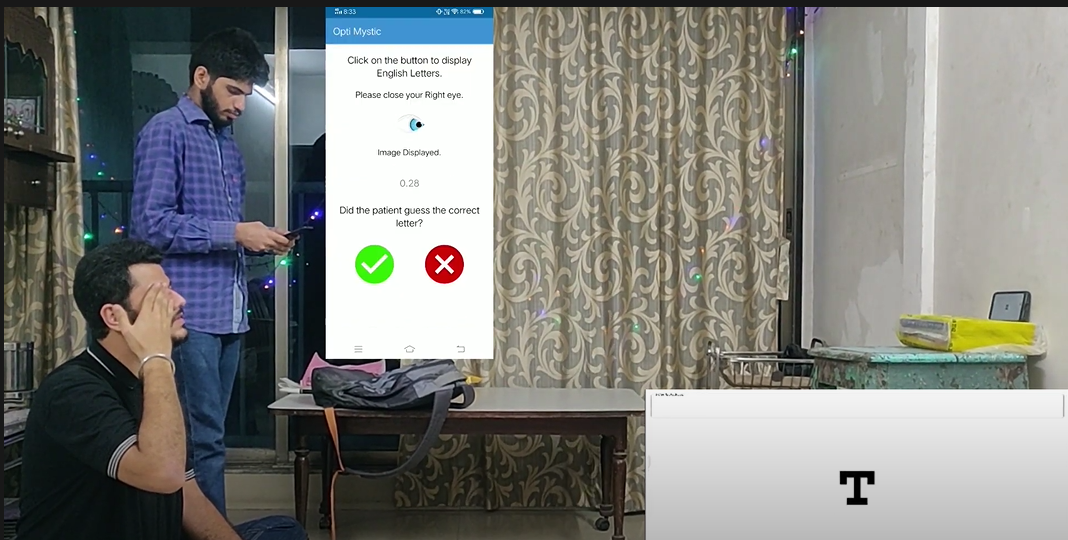 8:33
82%
Opti Mystic
Click on the button to display
English Letters.
Please close your Right eye.
Image Displayed.
0.28
Did the patient guess the correct
letter?
T